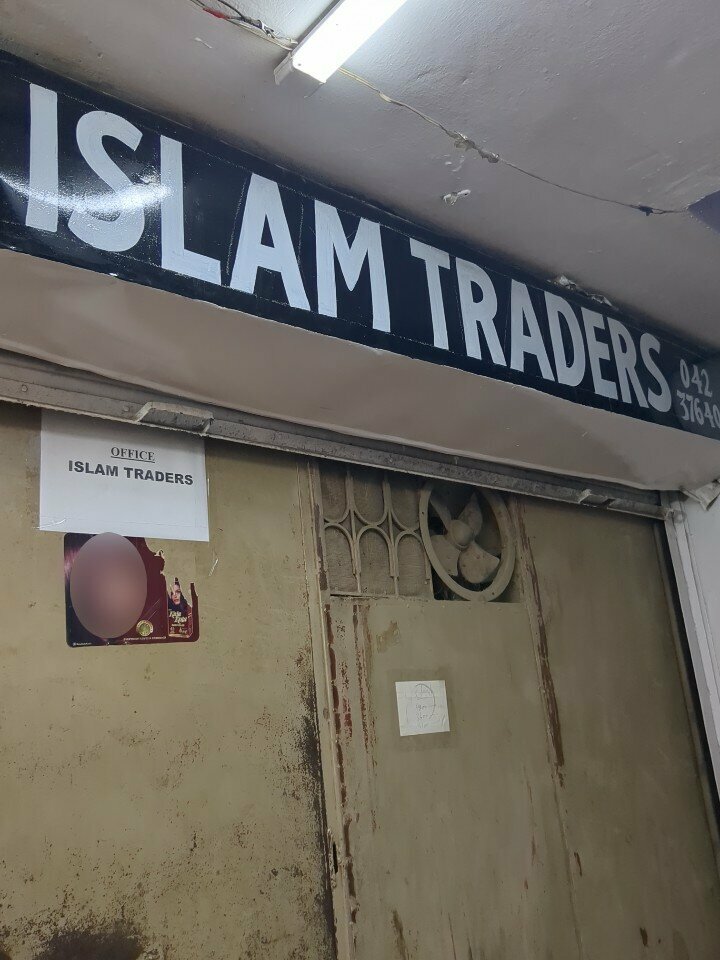 ISLAM TRADERS
042
37640
OFFICE
ISLAM TRADERS